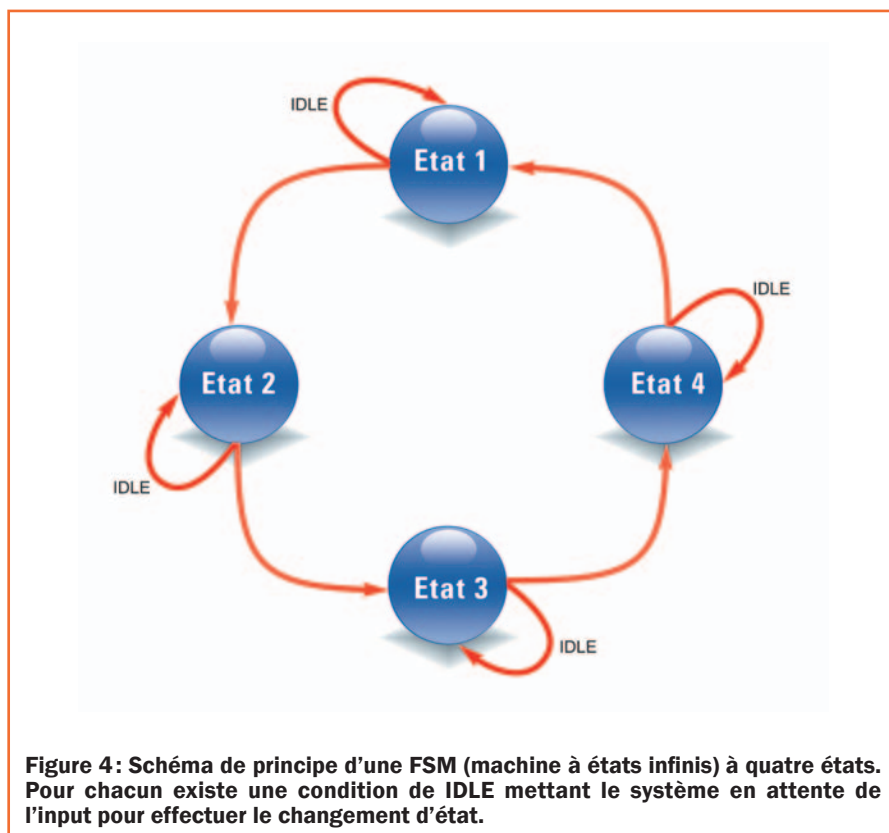 IDLE
Etat 1
IDLE
Etat 2
Etat 4
IDLE
Etat 3
IDLE
Figure 4: Schéma de principe d'une FSM (machine à états infinis) à quatre états.
Pour chacun existe une condition de IDLE mettant le système en attente de
l'input pour effectuer le changement d'état.